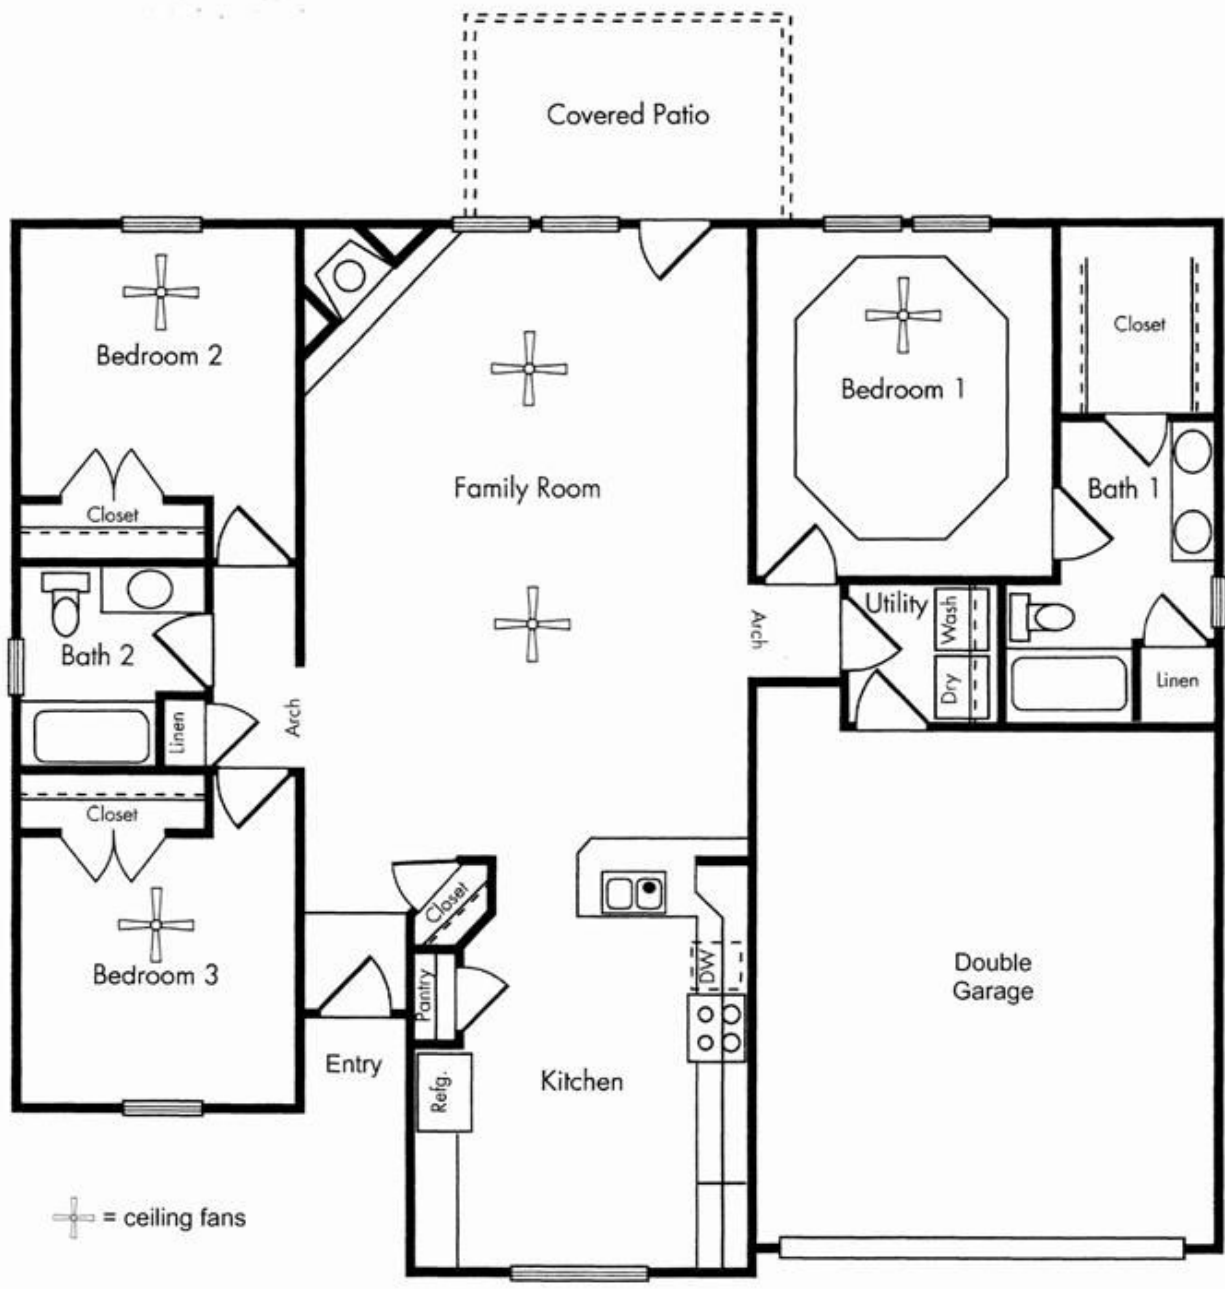 Covered Patio
Bedroom 2
Closet
Bedroom 1
Closet
Family Room
Bath 1
Closet
Utility
Wash
Arch
Bath 2
Dry
Linen
Linen
Arch
Closet
Closet
Bedroom 3
DW
Double
Garage
Pantry
Entry
Refg.
Kitchen
= ceiling fans